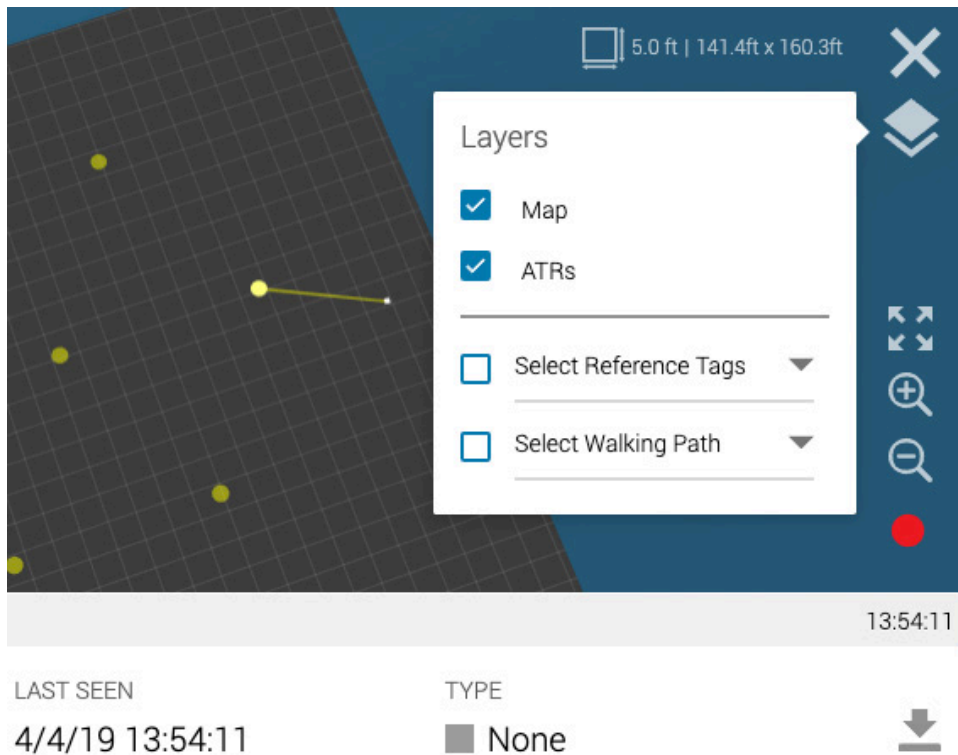 5.0 ft | 141.4ft x 160.3ft
Layers
Map
ATRs
Select Reference Tags
Select Walking Path
13:54:11
LAST SEEN
TYPE
4/4/19 13:54:11
None